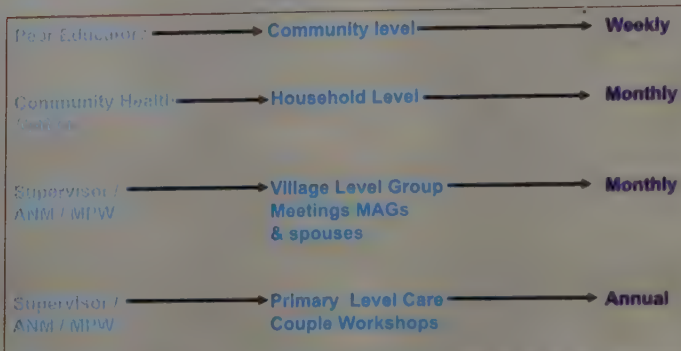 Peer Educators Community level Weekly
Community Health Household Level Monthly
Supervisor / Village Level Group Monthly
ANM / MPW Meetings MAGs
& spouses
Supervisor / Primary Level Care Annual
ANM / MPW Couple Workshops